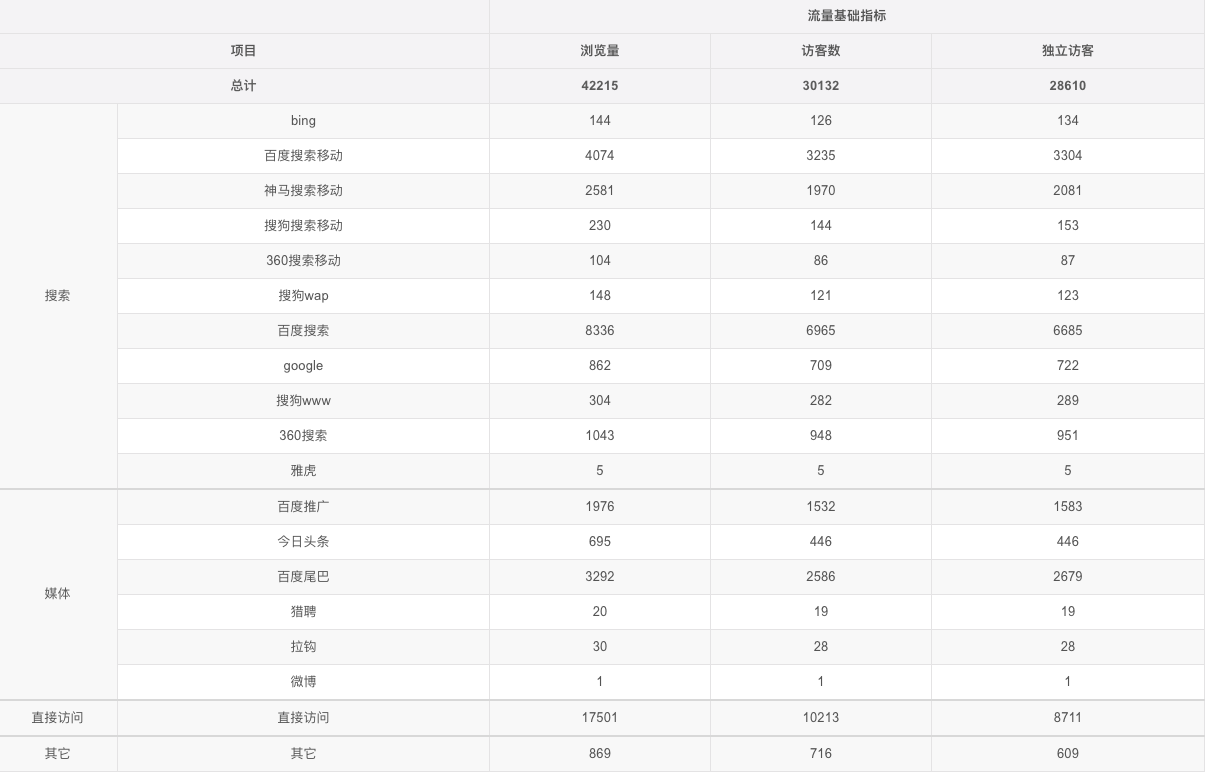 流量基础指标
项目 浏览量 访客数 独立访客
总计 42215 30132 28610
搜索 bing 144 126 134
百度搜索移动 4074 3235 3304
神马搜索移动 2581 1970 2081
搜狗搜索移动 230 144 153
360搜索移动 104 86 87
搜狗wap 148 121 123
百度搜索 8336 6965 6685
google 862 709 722
搜狗www 304 282 289
360搜索 1043 948 951
雅虎 5 5 5
媒体 百度推广 1976 1532 1583
今日头条 695 446 446
百度尾巴 3292 2586 2679
猎聘 20 19 19
拉钩 30 28 28
微博 1 1 1
直接访问 直接访问 17501 10213 8711
其它 其它 869 716 609